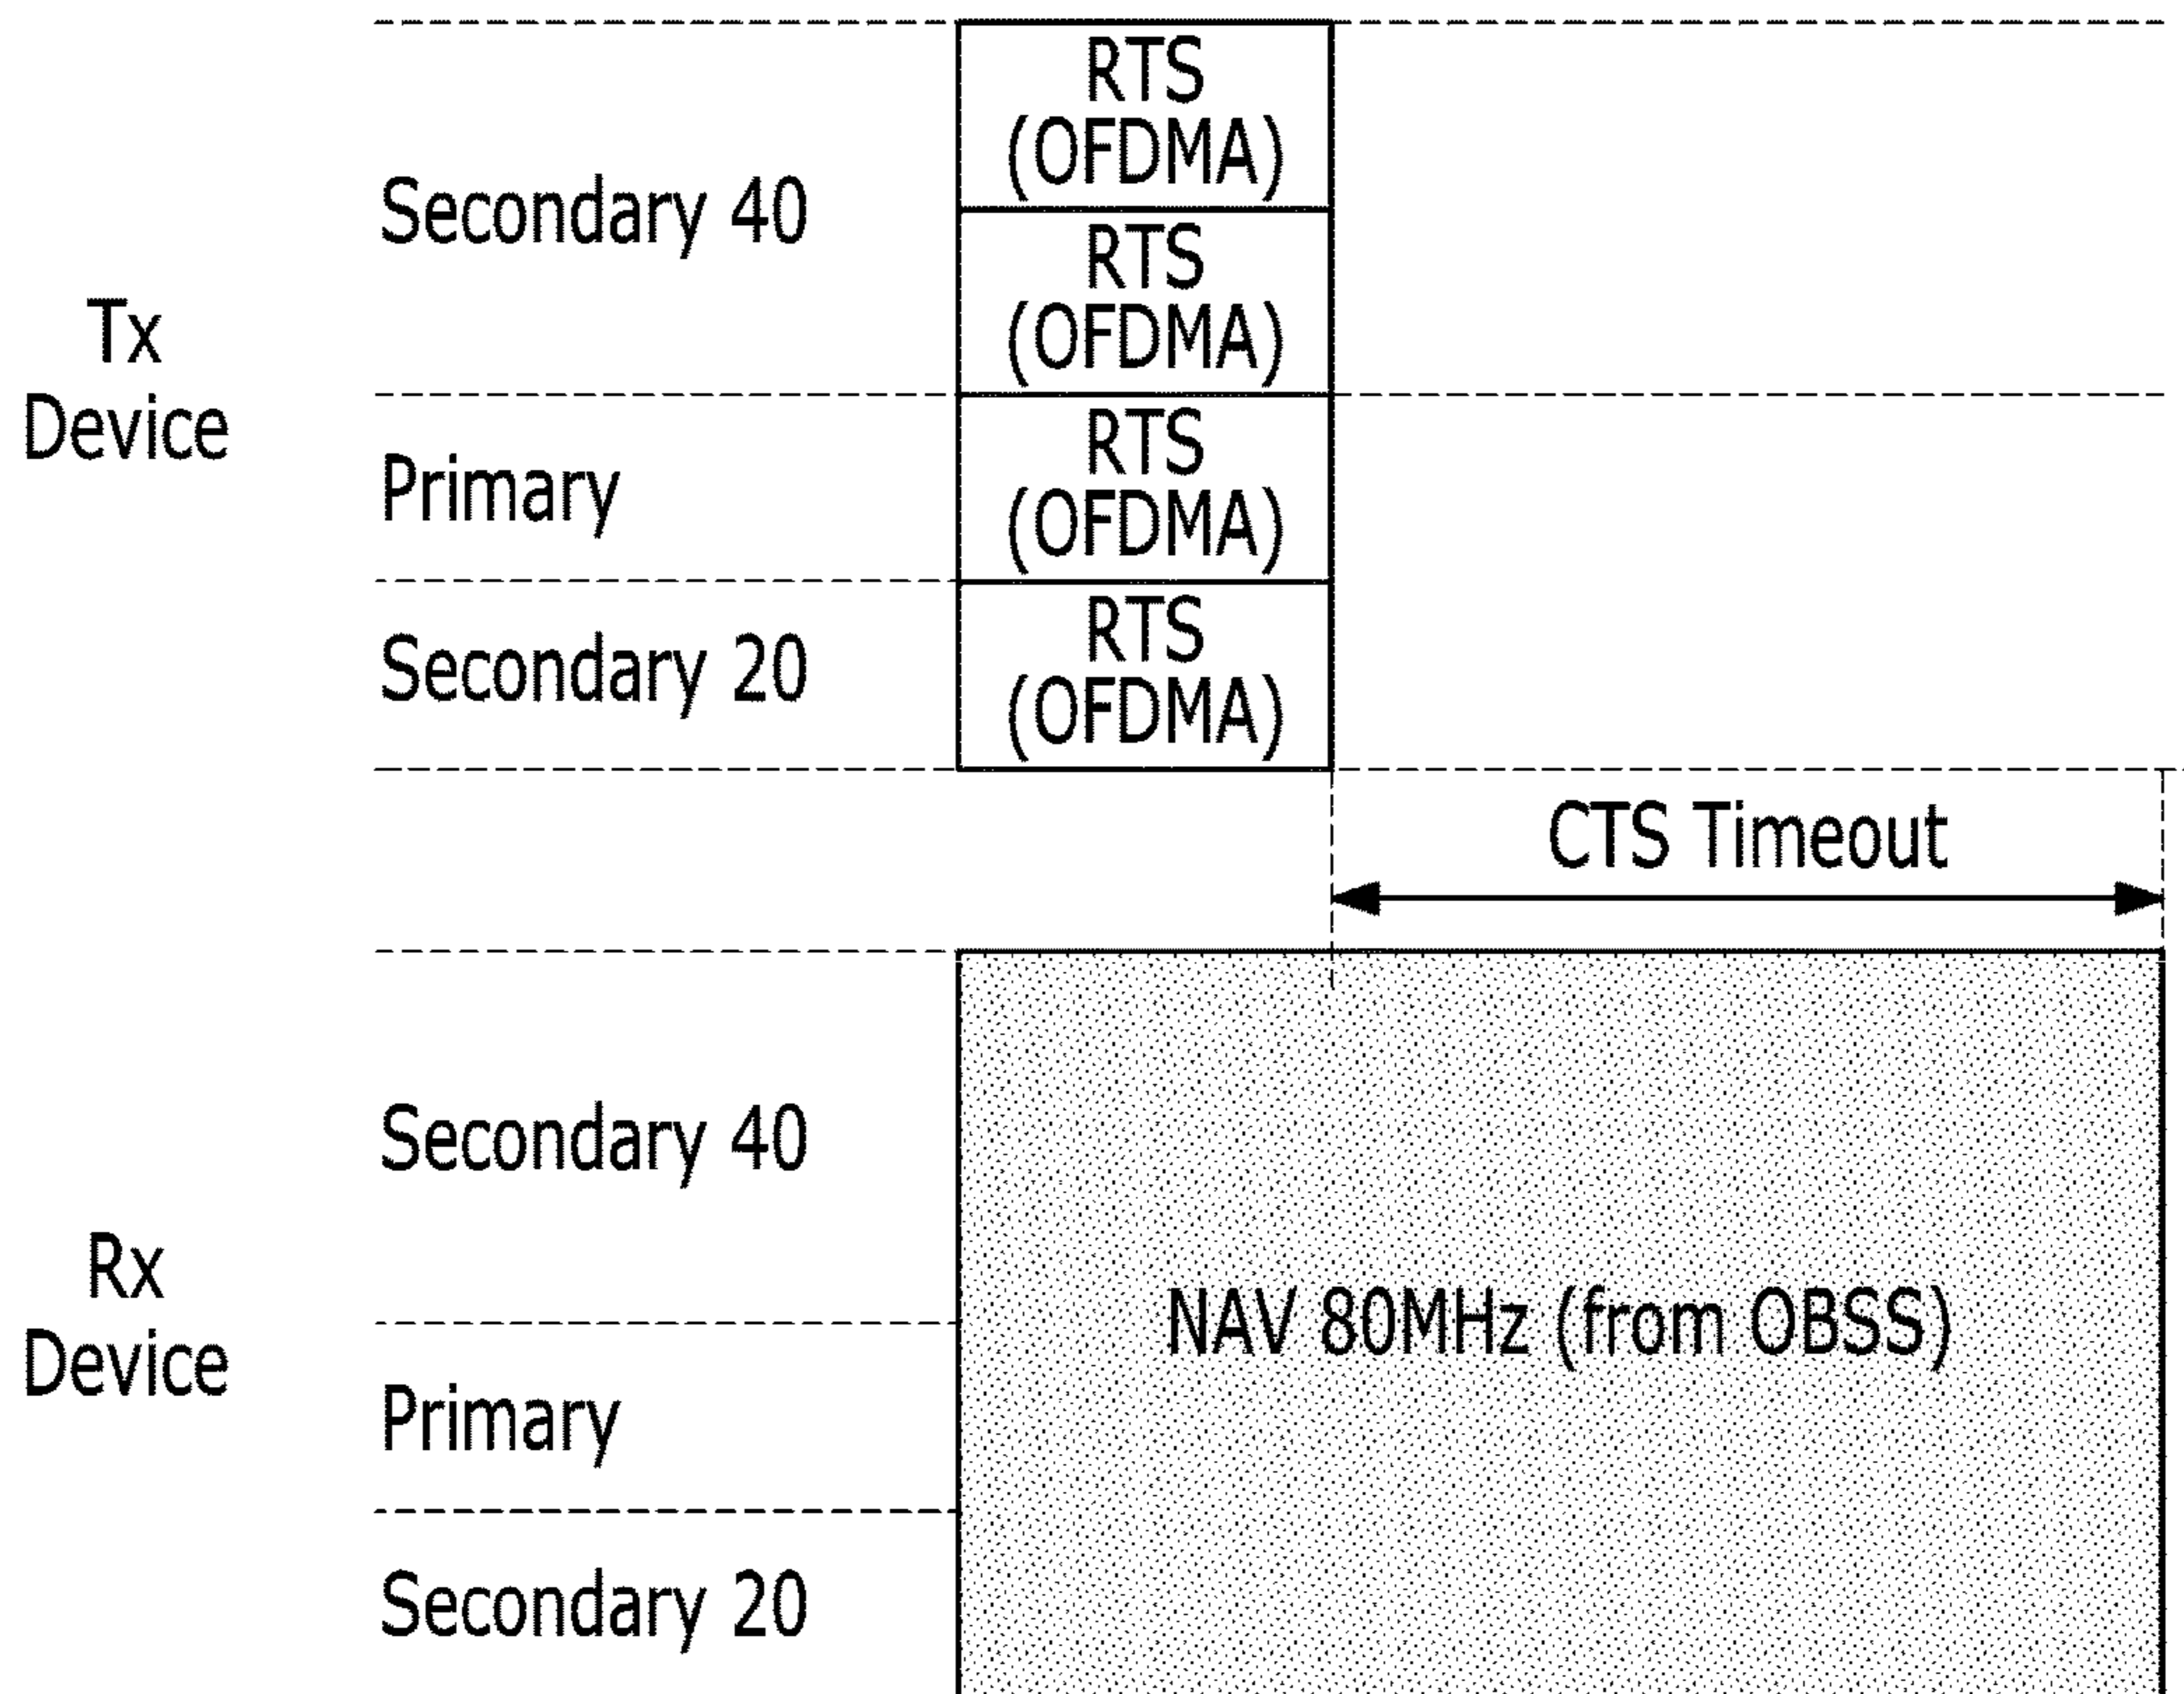 RTS
(OFDMA)
Secondary 40
RTS
(OFDMA)
Tx
Device
RTS
(OFDMA)
Primary
RTS
(OFDMA)
Secondary 20
CTS Timeout
Secondary 40
Rx
Device
NAV 80MHz (from OBSS)
Primary
Secondary 20